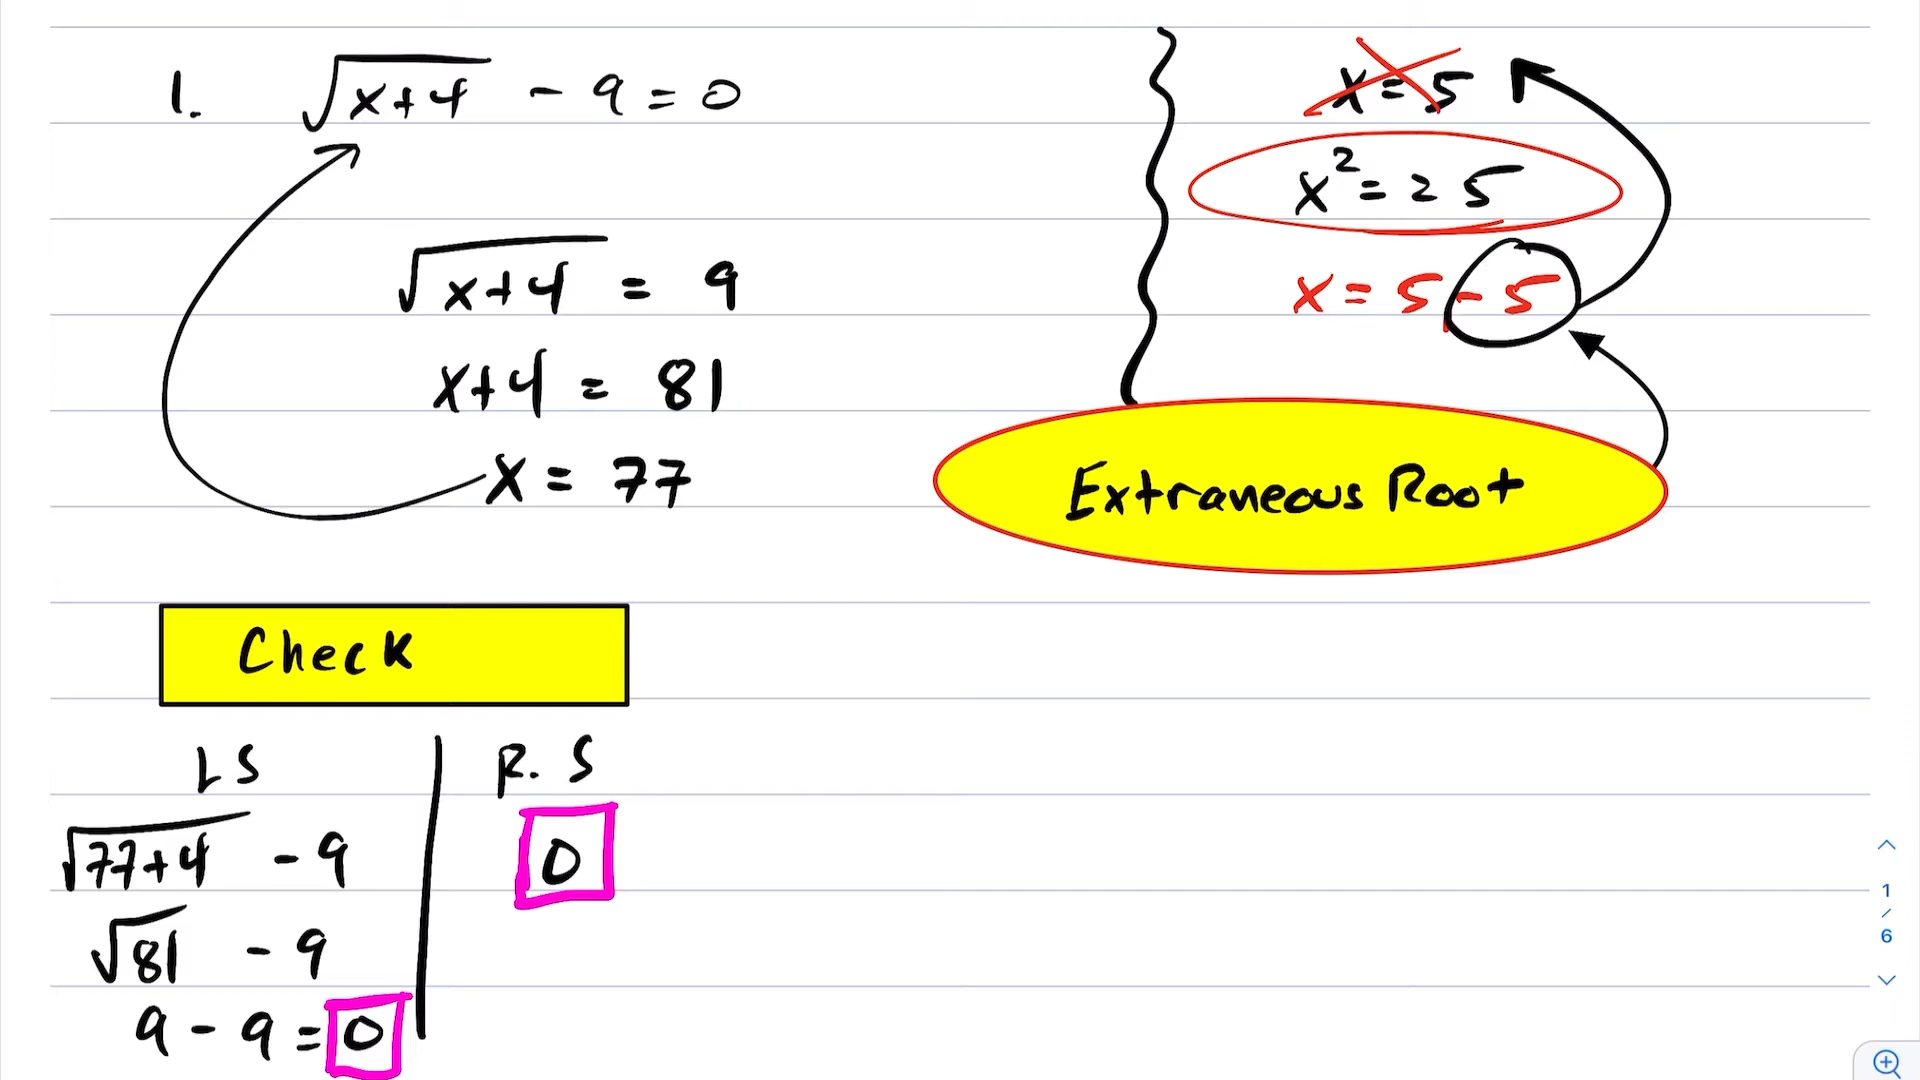 1. √x+4 - 9 = 0
√x+4 = 9
x+4 = 81
x = 77
x = 5
x² = 25
x = 5, -5
Extraneous Root
Check
LS
R. S
√77+4 - 9
0
√81 - 9
9 - 9 = 0
1
/
6